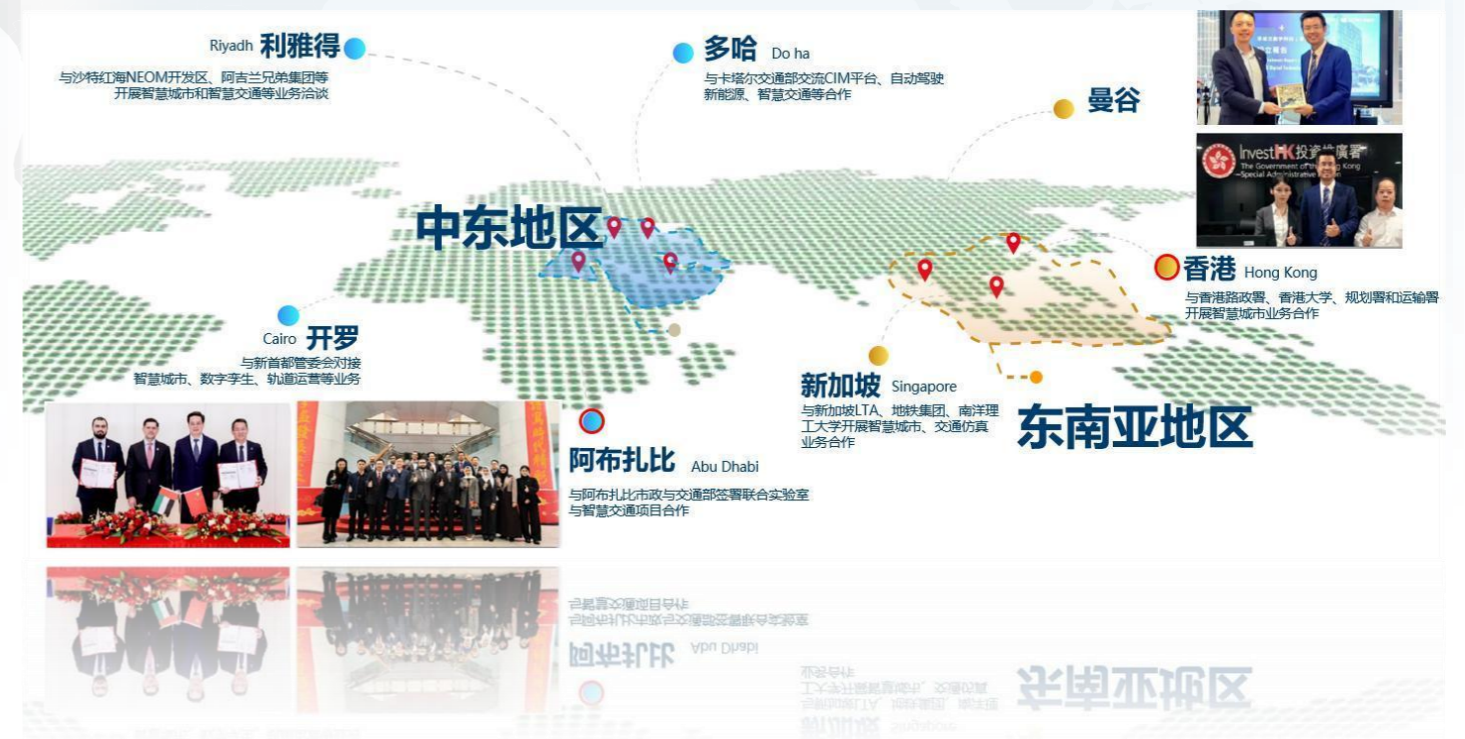 Riyadh 利雅得
与沙特红海NEOM开发区、阿吉兰兄弟集团等
开展智慧城市和智慧交通等业务洽谈
多哈 Do ha
与卡塔尔交通部交流CIM平台、自动驾驶
新能源、智慧交通等合作
曼谷
InvestHK投資推廣署
The Government of the Hong Kong
Special Administrative Region
中东地区
香港 Hong Kong
与香港路政署、香港大学、规划署和运输署
开展智慧城市业务合作
Cairo 开罗
与新首都管委会对接
智慧城市、数字孪生、轨道运营等业务
新加坡 Singapore
与新加坡LTA、地铁集团、南洋理
工大学开展智慧城市、交通仿真
业务合作
东南亚地区
阿布扎比 Abu Dhabi
与阿布扎比市政与交通部签署联合实验室
与智慧交通项目合作